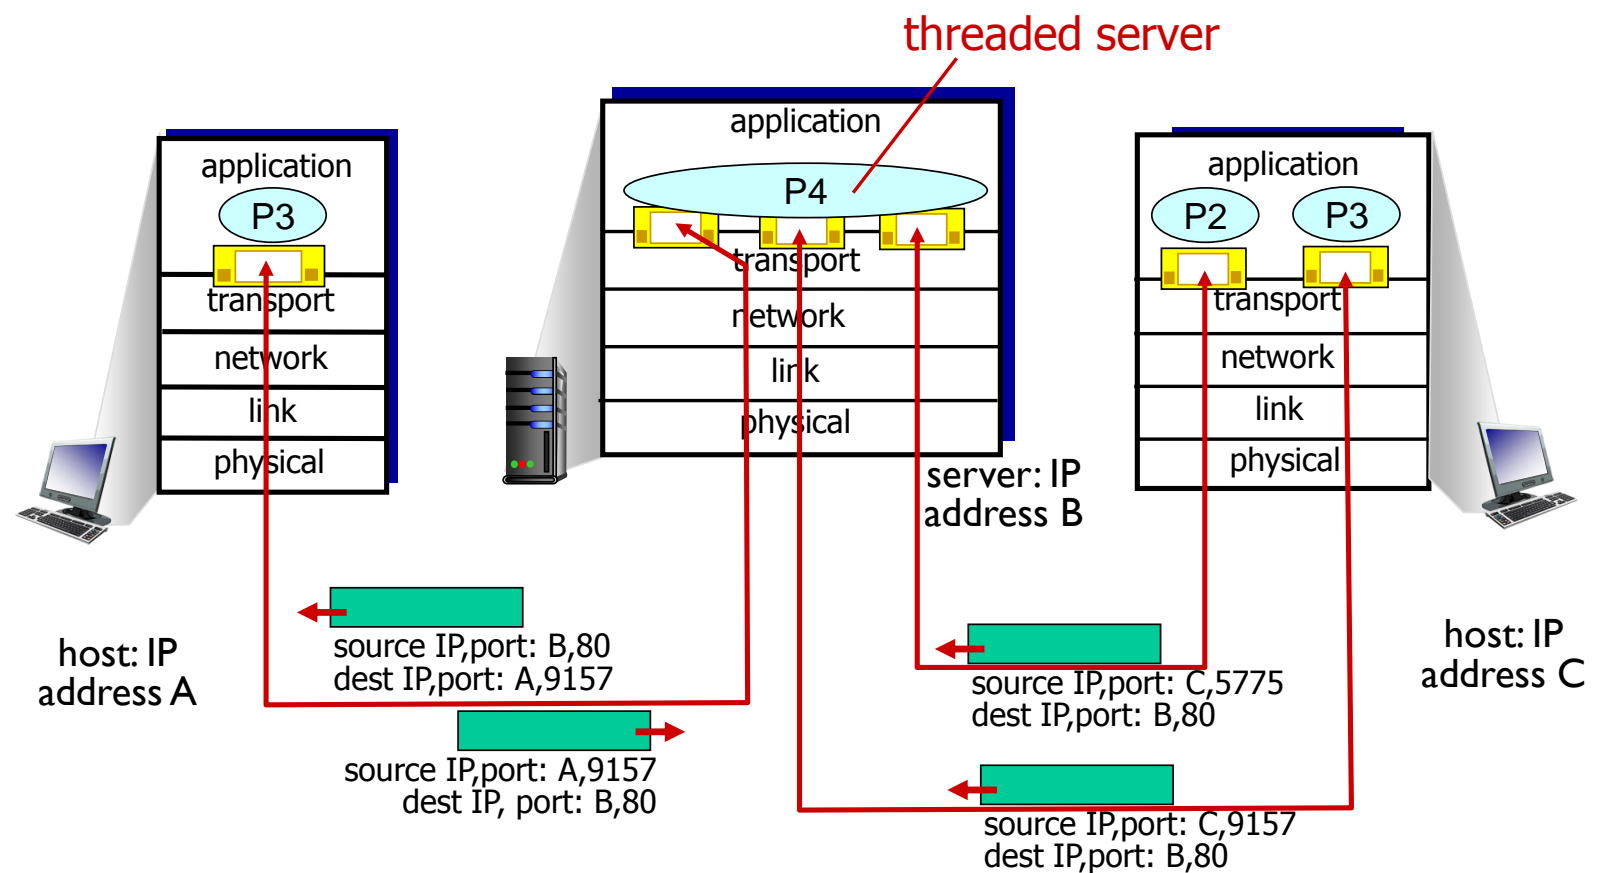 threaded server
application
P3
transport
network
link
physical
host: IP
address A
application
P4
transport
network
link
physical
server: IP
address B
application
P2
P3
transport
network
link
physical
host: IP
address C
source IP,port: B,80
dest IP,port: A,9157
source IP,port: A,9157
dest IP, port: B,80
source IP,port: C,5775
dest IP,port: B,80
source IP,port: C,9157
dest IP,port: B,80